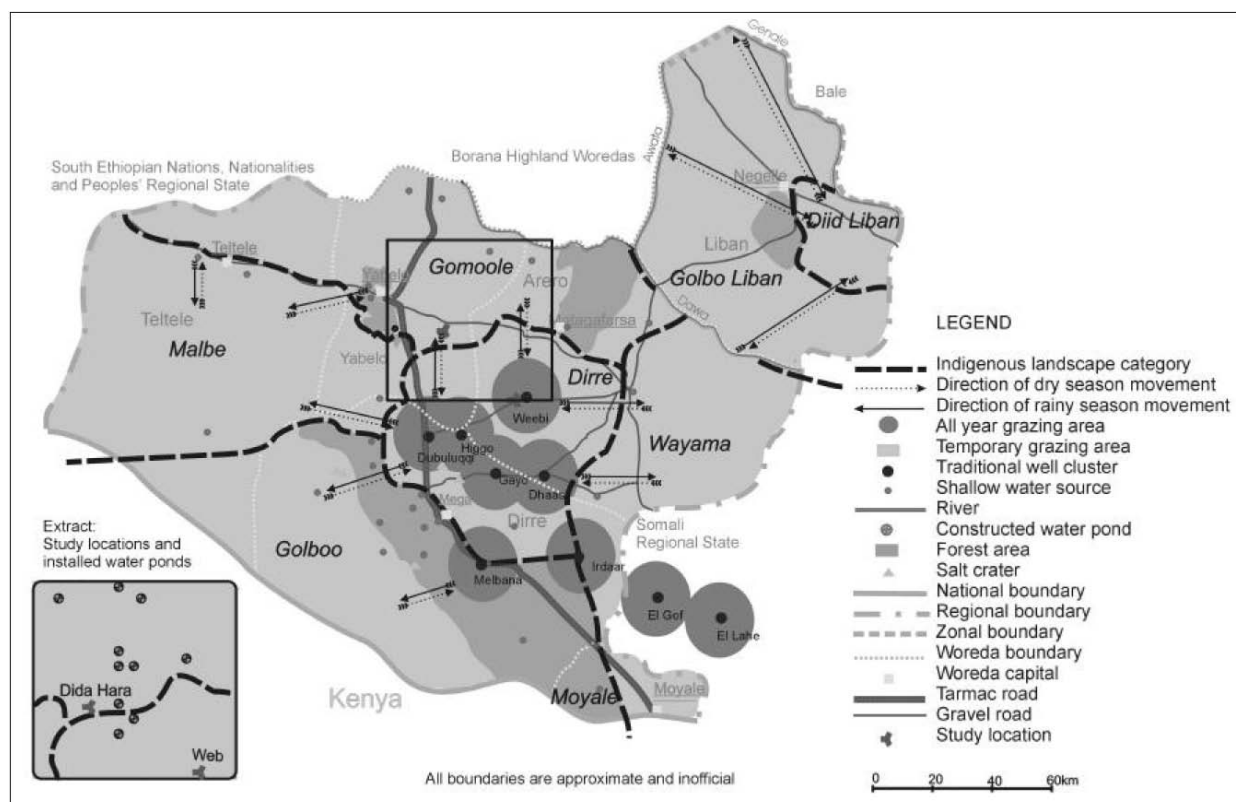 Genale
Bale
Awata
Borana Highland Woredas
South Ethiopian Nations, Nationalities
and Peoples' Regional State
Negelle
Diid Liban
Liban
Teltele
Gomoole
Yabelo
Arero
Golbo Liban
Dawa
Teltele
Malbe
Matagafarsa
Yabelo
Dirre
Weebi
Wayama
Higgo
Dubuluqqi
Gayo
Dhaas
Mega
Dirre
Somali
Regional State
Golboo
Melbana
Irdaar
El Gof
El Lahe
Kenya
Moyale
Moyale
Extract:
Study locations and
installed water ponds
Dida Hara
Web
All boundaries are approximate and inofficial
LEGEND
Indigenous landscape category
Direction of dry season movement
Direction of rainy season movement
All year grazing area
Temporary grazing area
Traditional well cluster
Shallow water source
River
Constructed water pond
Forest area
Salt crater
National boundary
Regional boundary
Zonal boundary
Woreda boundary
Woreda capital
Tarmac road
Gravel road
Study location
0 20 40 60km